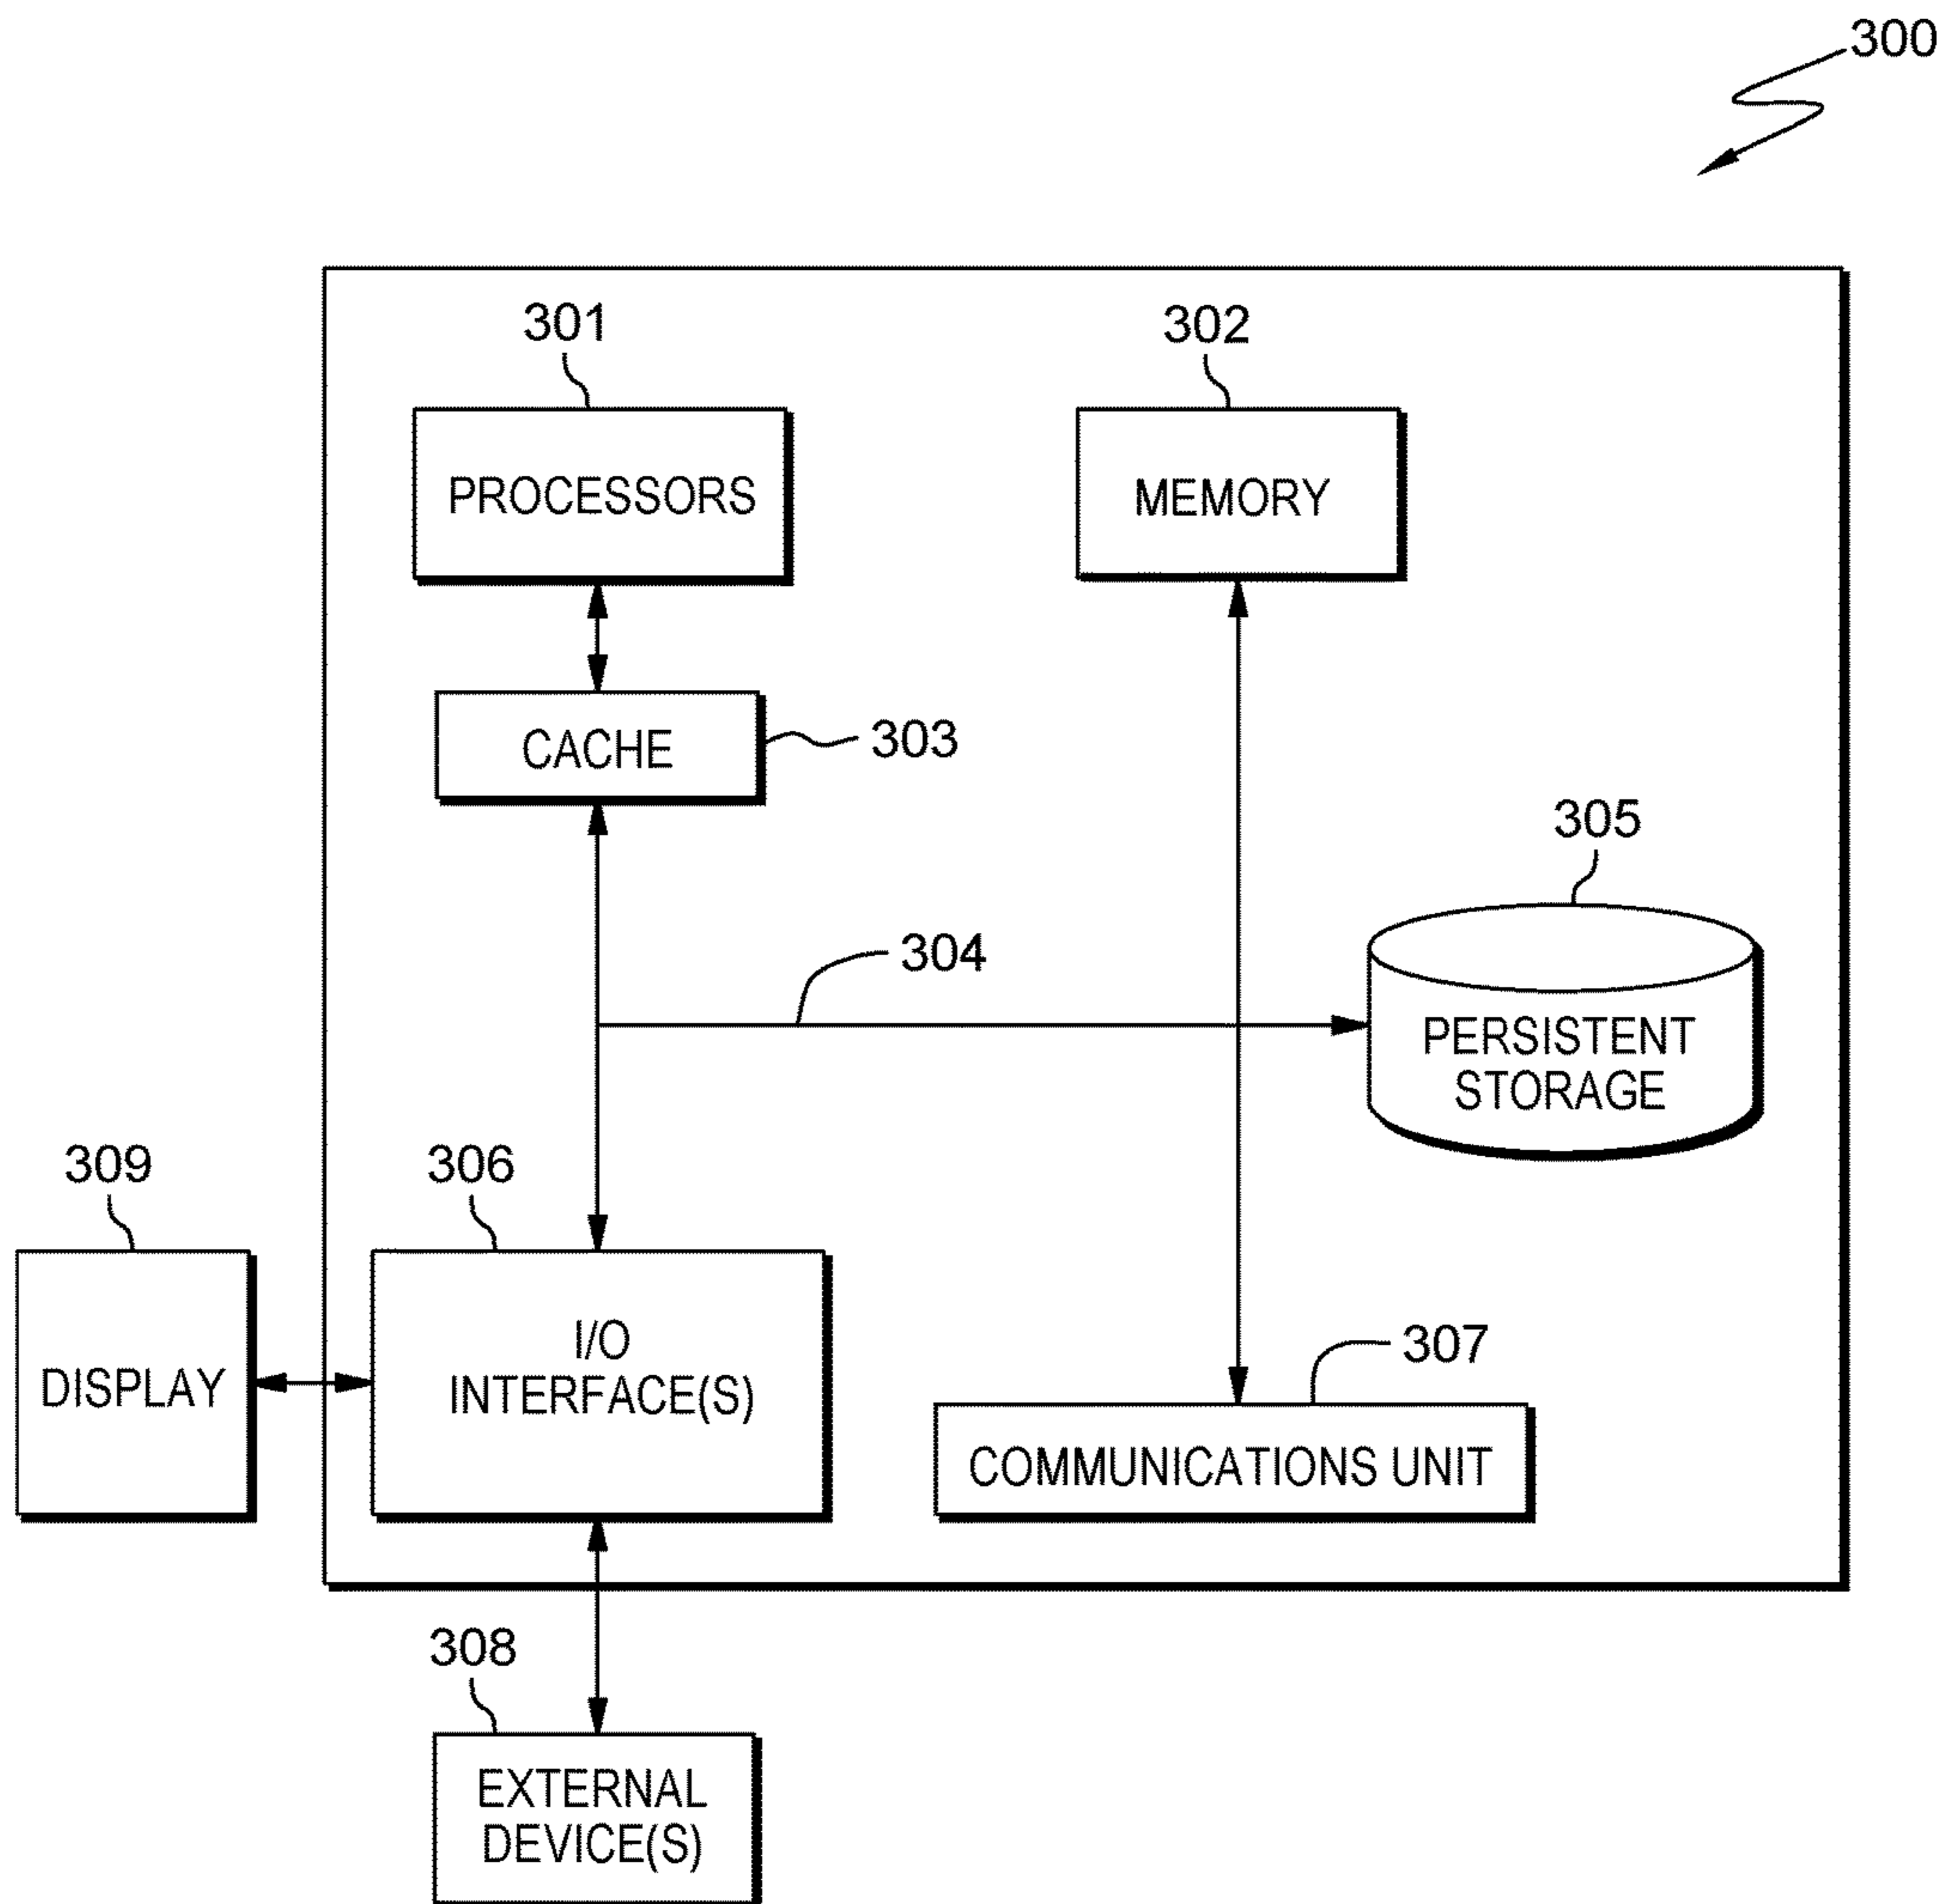 300
301
302
PROCESSORS
MEMORY
CACHE
303
305
304
PERSISTENT
STORAGE
309
306
I/O
INTERFACE(S)
307
DISPLAY
COMMUNICATIONS UNIT
308
EXTERNAL
DEVICE(S)